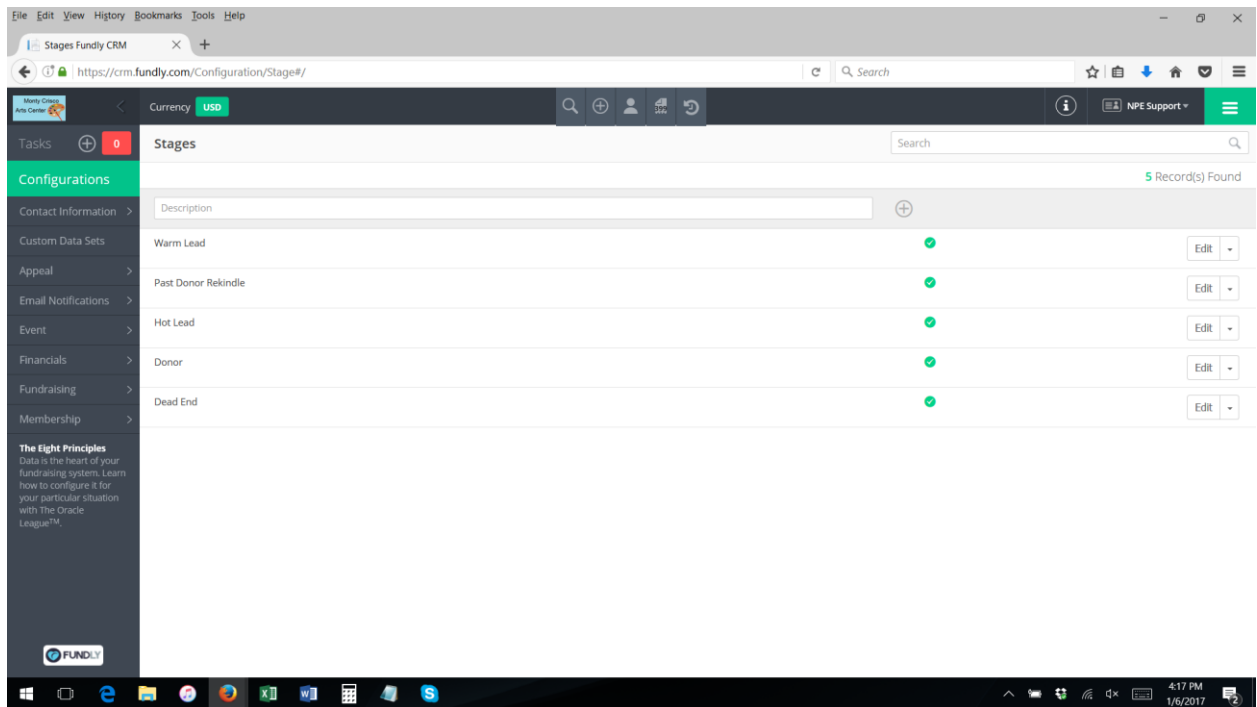 File Edit View History Bookmarks Tools Help
Stages Fundly CRM
https://crm.fundly.com/Configuration/Stage#/
Search
Monty Crisco
Arts Center
Currency USD
NPE Support
Tasks 0
Stages
Search
Configurations
5 Record(s) Found
Contact Information
Description
Custom Data Sets
Warm Lead
Edit
Appeal
Past Donor Rekindle
Edit
Email Notifications
Event
Hot Lead
Edit
Financials
Donor
Edit
Fundraising
Dead End
Edit
Membership
The Eight Principles
Data is the heart of your
fundraising system. Learn
how to configure it for
your particular situation
with The Oracle
League™.
FUNDLY
4:17 PM
1/6/2017
2